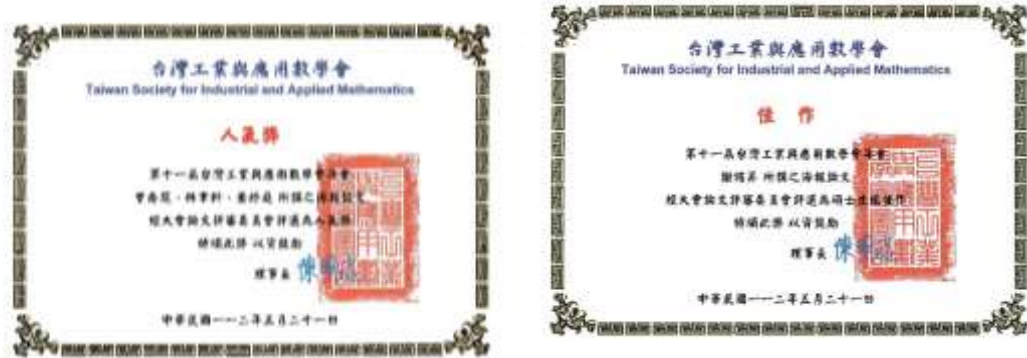 台灣工業與應用數學會
Taiwan Society for Industrial and Applied Mathematics
人氣獎
第十一屆台灣工業與應用數學會年會
所撰之海報論文
經大會論文評審委員會評選為人氣獎
特頒此獎 以資鼓勵
理事長
中華民國一一二年五月二十一日
台灣工業與應用數學會
Taiwan Society for Industrial and Applied Mathematics
佳 作
第十一屆台灣工業與應用數學會年會
所撰之海報論文
經大會論文評審委員會評選為碩士生組佳作
特頒此獎 以資鼓勵
理事長
中華民國一一二年五月二十一日